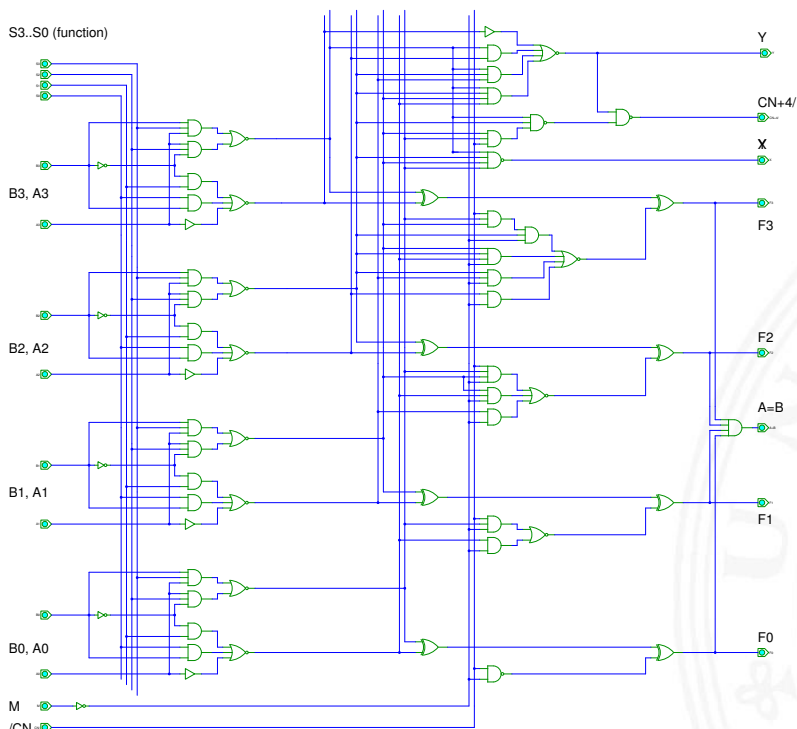 S3..S0 (function)
Y
CN+4/
X
B3, A3
F3
B2, A2
F2
A=B
B1, A1
F1
B0, A0
F0
M
/CN